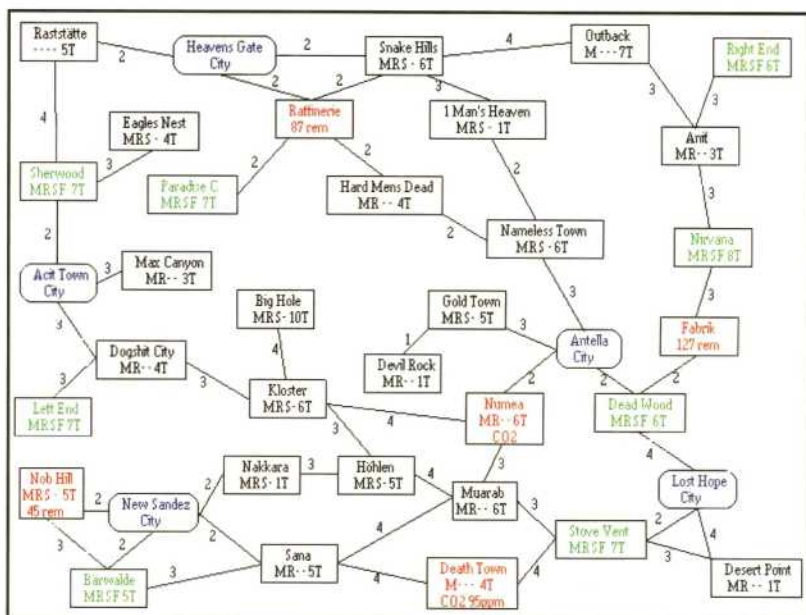 Raststätte
---- 5T
2
Heavens Gate
City
2
Snake Hills
MRS- 6T
4
Outback
M---7T
Right End
MRSF 6T
2
2
3
3
3
4
Eagles Nest
MRS- 4T
Raffinerie
87 rem
1 Man's Heaven
MRS- 1T
Anif
MR--3T
3
Sherwood
MRSF 7T
2
Paradise C
MRSF 7T
2
Hard Mens Dead
MR-- 4T
2
3
2
2
Nameless Town
MRS- 6T
Nirvana
MRSF 8T
Acit Town
City
3
Max Canyon
MR-- 3T
Big Hole
MRS-10T
Gold Town
MRS- 5T
3
3
3
Fabrik
127 rem
3
4
1
Antella
City
Dogshit City
MR-- 4T
Devil Rock
MR-- 1T
2
2
2
3
3
Kloster
MRS-6T
Numea
MR--6T
CO2
Dead Wood
MRSF 6T
Left End
MRSF 7T
4
3
4
3
Nob Hill
MRS- 5T
45 rem
Nakkara
MRS- 1T
3
Höhlen
MRS-5T
4
Lost Hope
City
2
New Sandez
City
2
Muarab
MR-- 6T
3
2
4
3
2
2
4
Stove Vent
MRSF 7T
3
Barwalde
MRSF 5T
3
Sana
MR--5T
4
Death Town
M--- 4T
CO2 95ppm
4
Desert Point
MR-- 1T